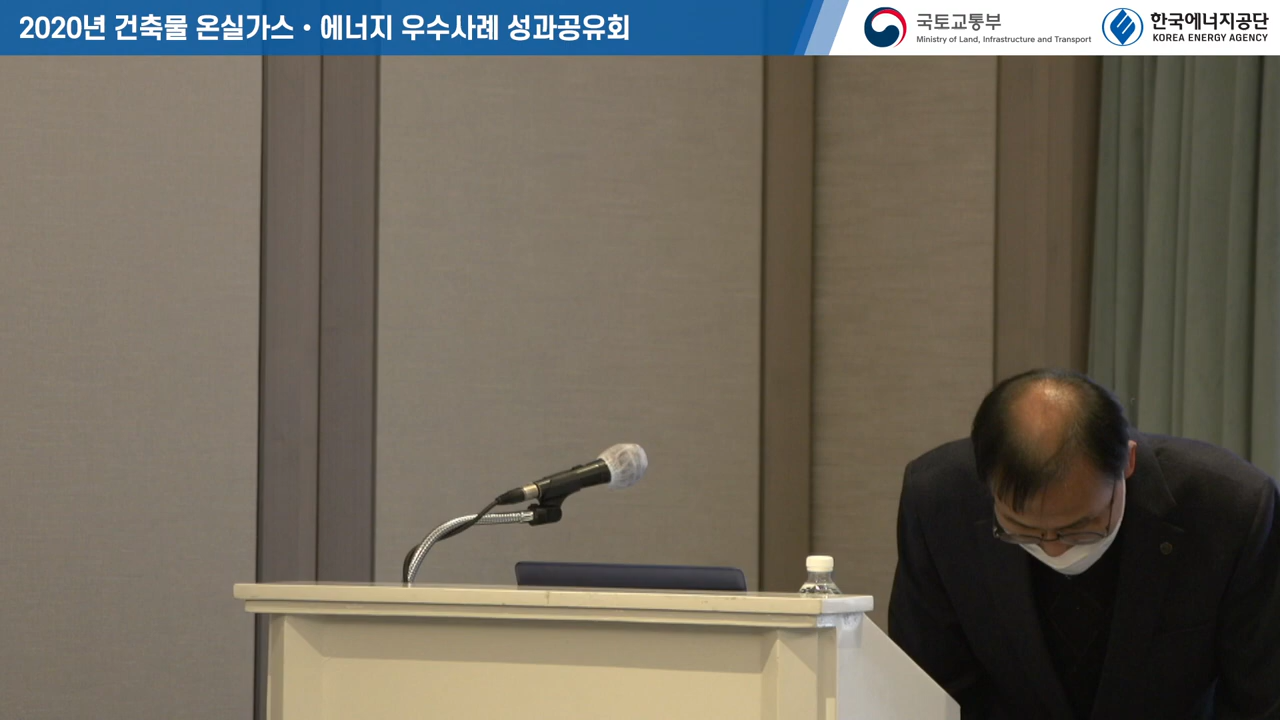 2020년 건축물 온실가스 · 에너지 우수사례 성과공유회
국토교통부
Ministry of Land, Infrastructure and Transport
한국에너지공단
KOREA ENERGY AGENCY